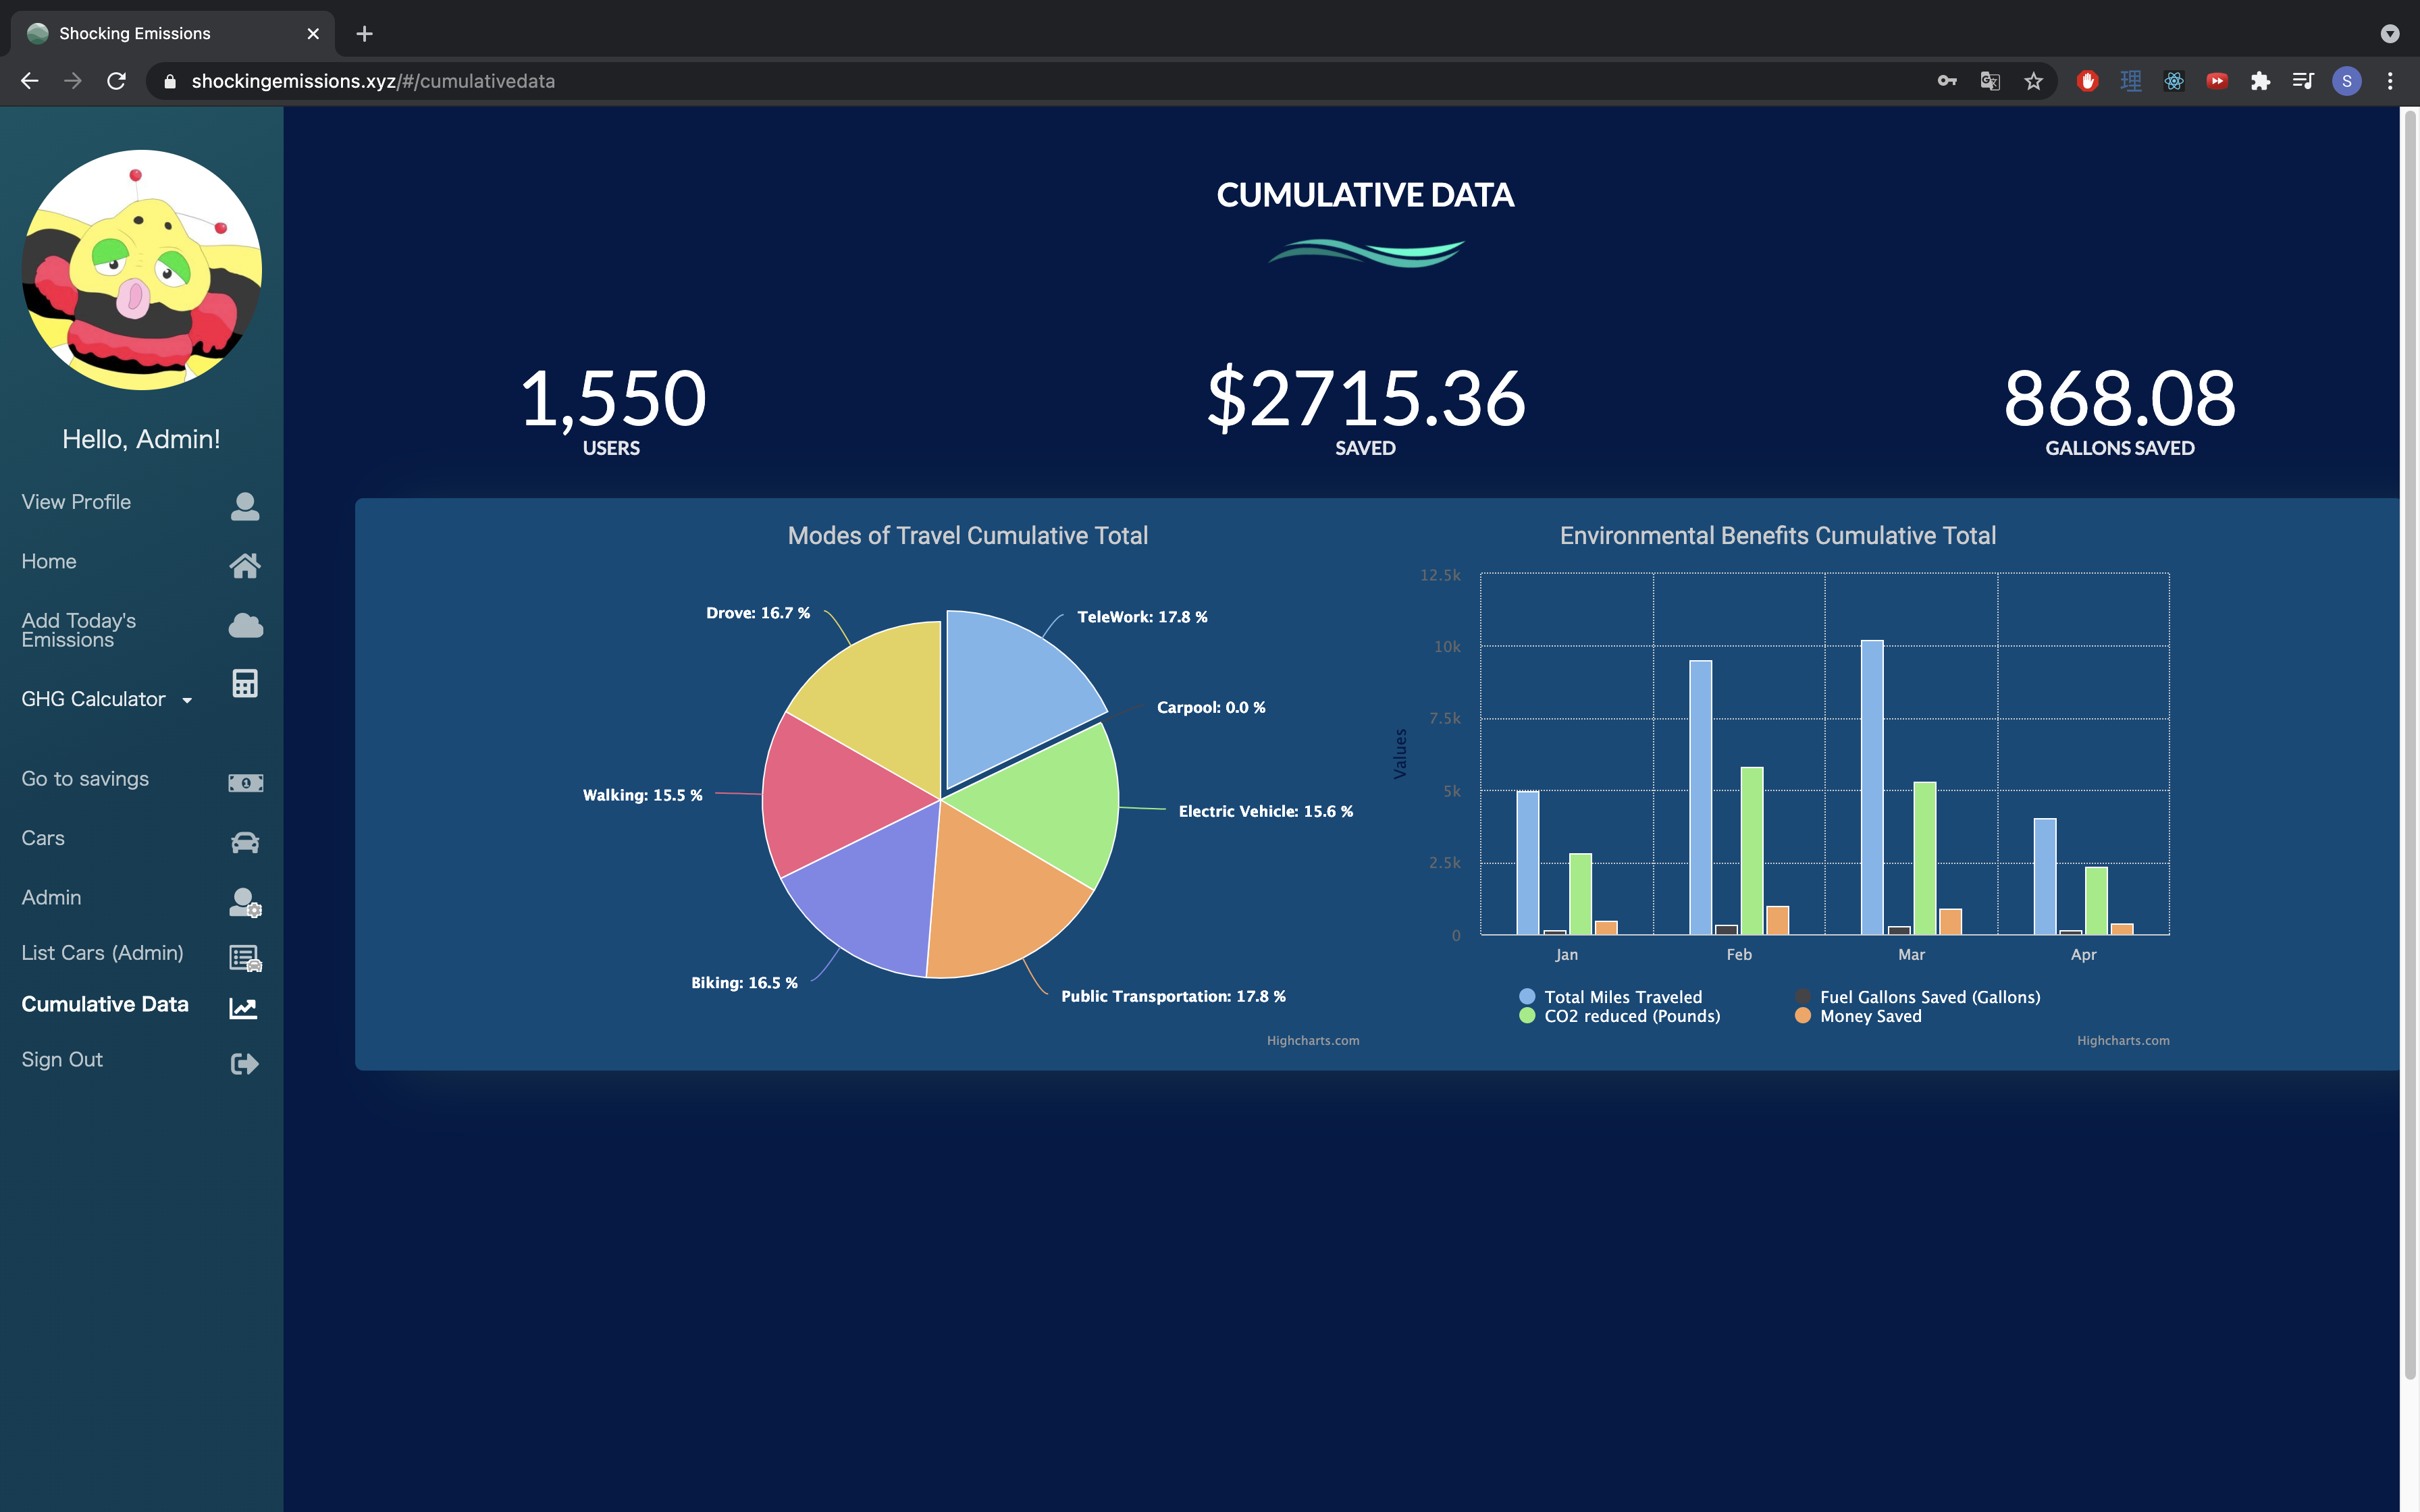 Shocking Emissions
shockingemissions.xyz/#/cumulativedata
S
Hello, Admin!
View Profile
Home
Add Today's
Emissions
GHG Calculator
Go to savings
1
Cars
Admin
List Cars (Admin)
Cumulative Data
Sign Out
CUMULATIVE DATA
1,550
USERS
$2715.36
SAVED
868.08
GALLONS SAVED
Modes of Travel Cumulative Total
Drove: 16.7 %
TeleWork: 17.8 %
Carpool: 0.0 %
Walking: 15.5 %
Electric Vehicle: 15.6 %
Biking: 16.5 %
Public Transportation: 17.8 %
Highcharts.com
Environmental Benefits Cumulative Total
Values
12.5k
10k
7.5k
5k
2.5k
0
Jan Feb Mar Apr
Total Miles Traveled Fuel Gallons Saved (Gallons)
CO2 reduced (Pounds) Money Saved
Highcharts.com